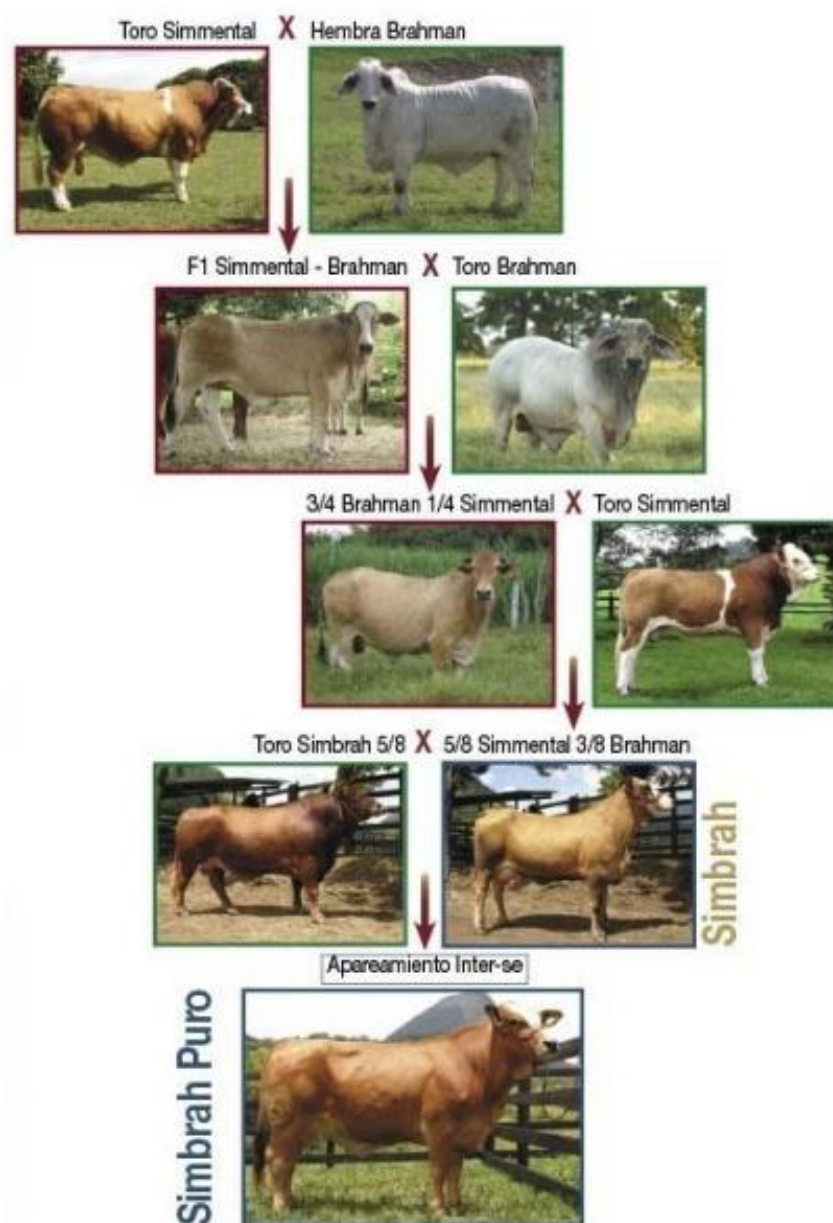 Toro Simmental X Hembra Brahman
F1 Simmental - Brahman X Toro Brahman
3/4 Brahman 1/4 Simmental X Toro Simmental
Toro Simbrah 5/8 X 5/8 Simmental 3/8 Brahman
Simbrah
Apareamiento Inter-se
Simbrah Puro